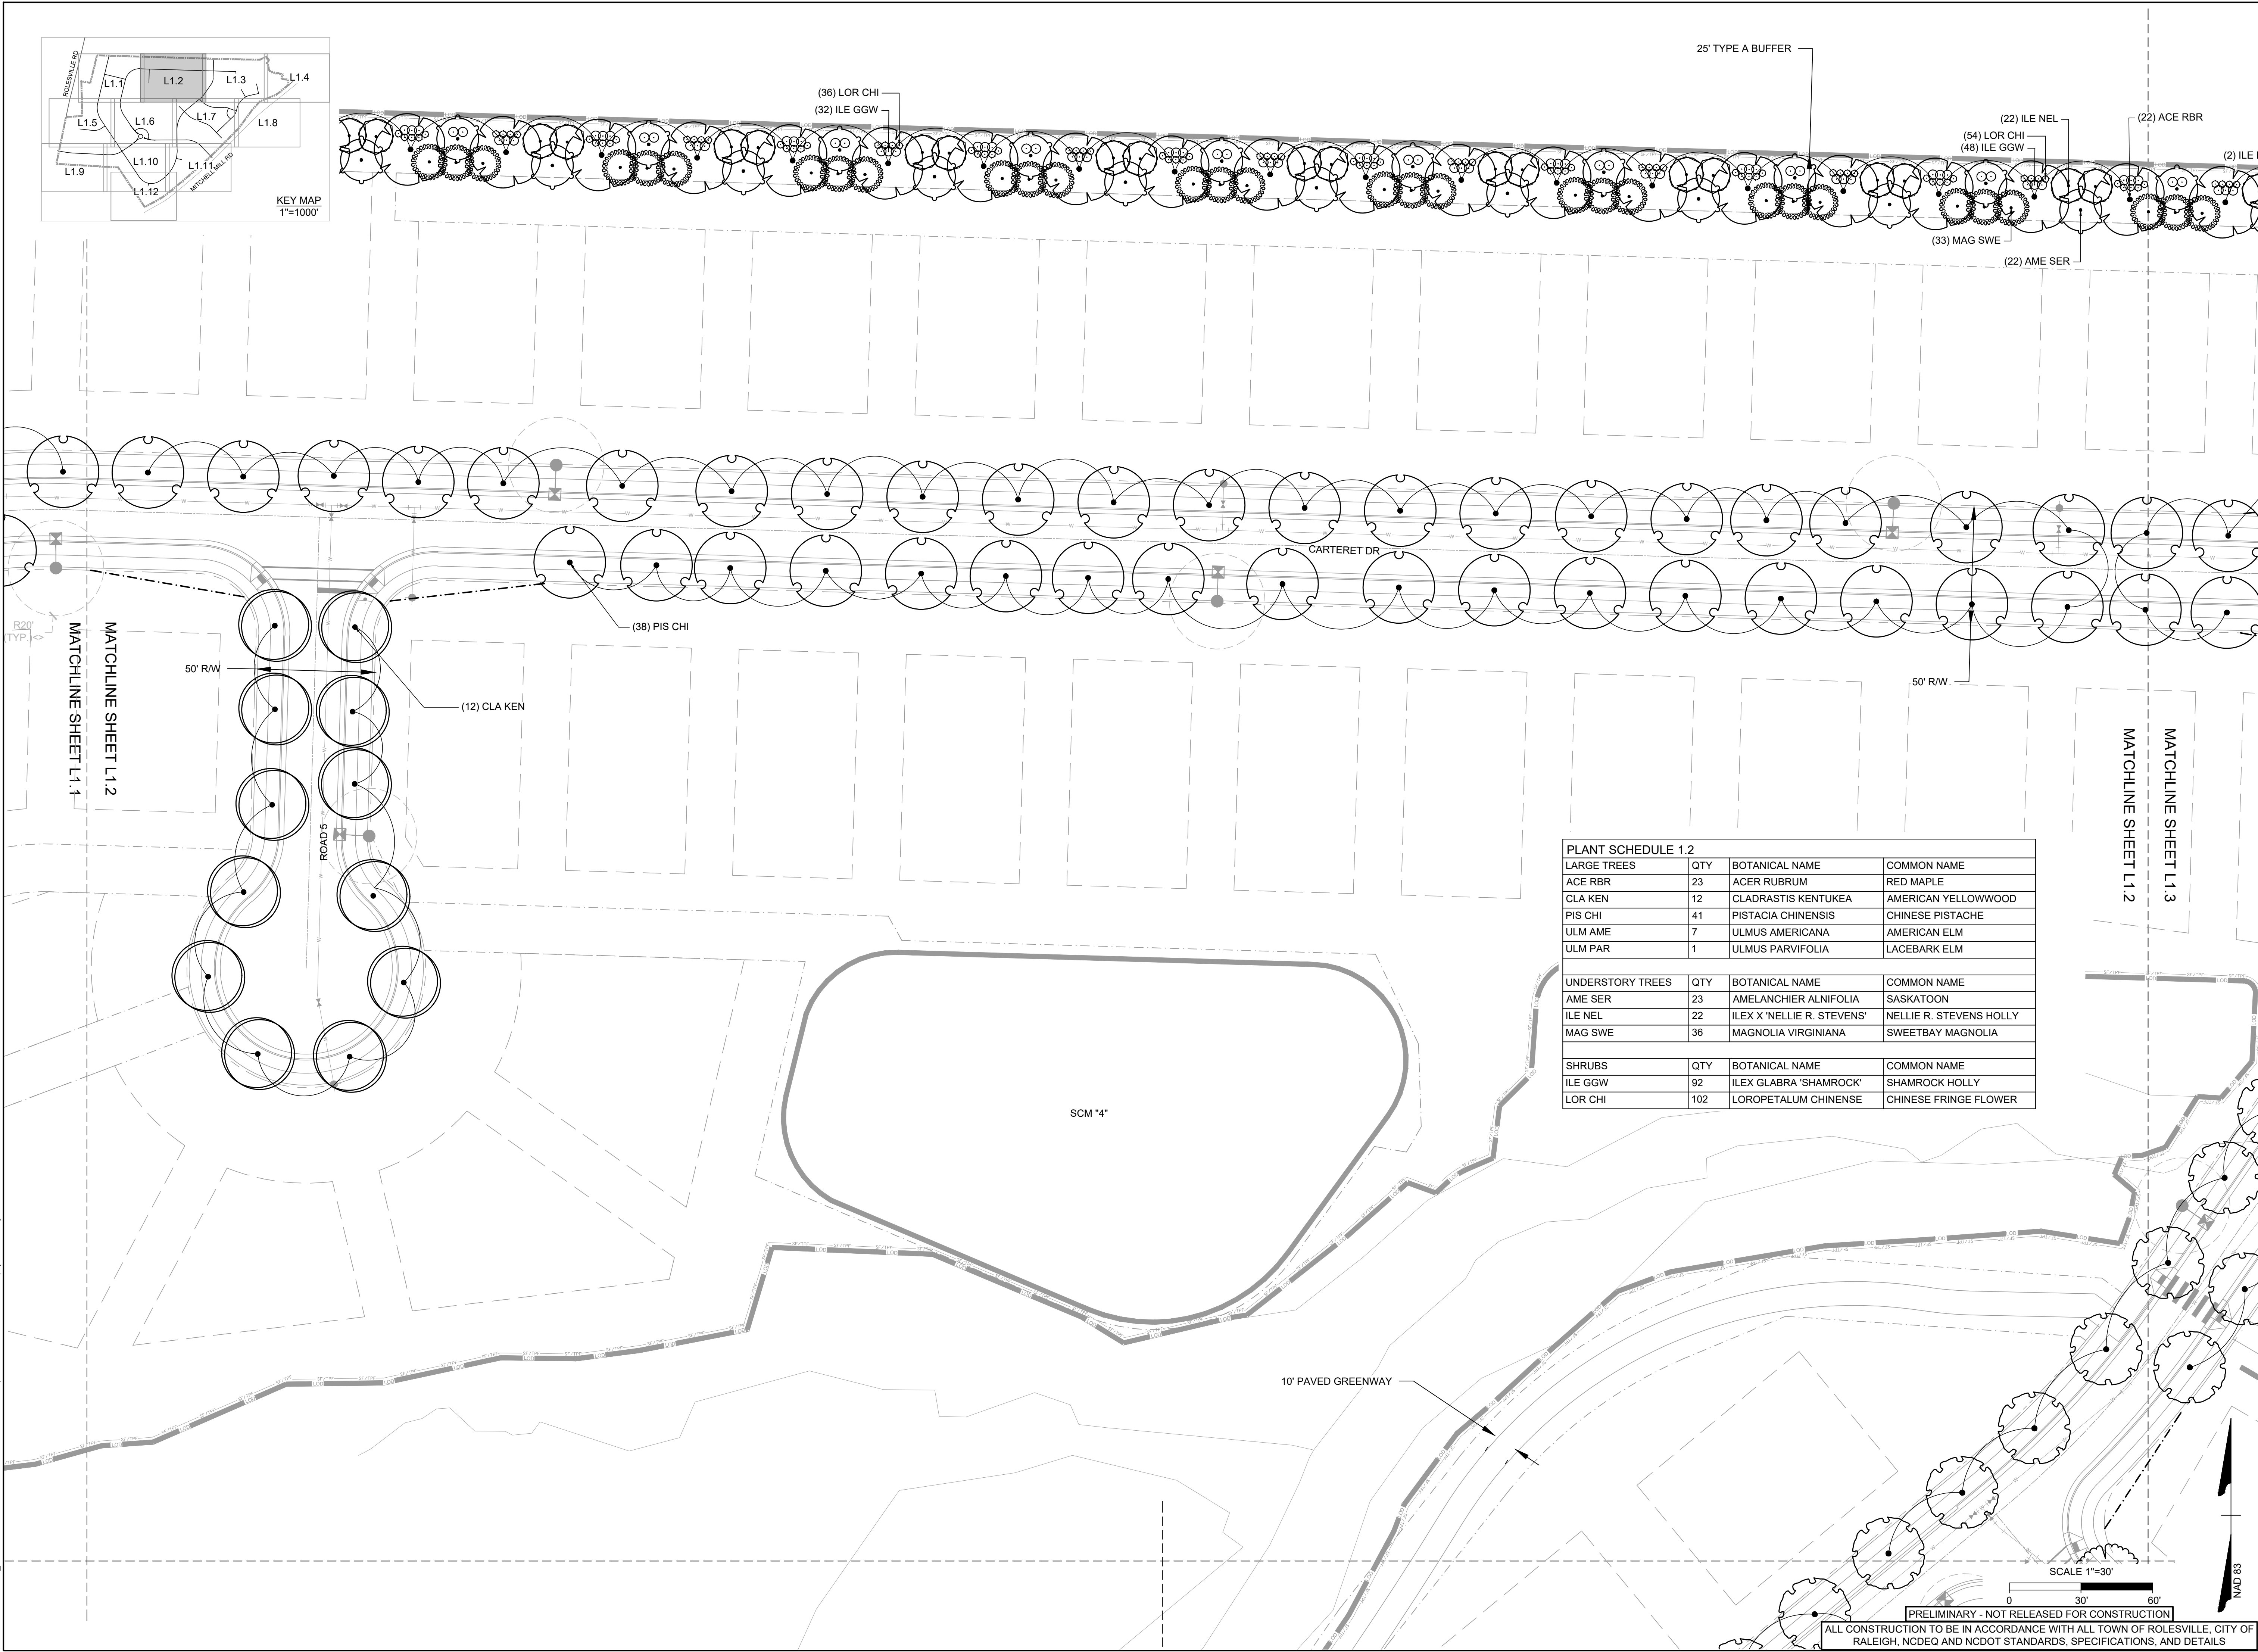 ROLESVILLE RD
L1.1
L1.2
L1.3
L1.4
L1.5
L1.6
L1.7
L1.8
L1.9
L1.10
L1.11
L1.12
MITCHELL MILL RD
KEY MAP
1"=1000'
25' TYPE A BUFFER
(36) LOR CHI
(32) ILE GGW
(22) ILE NEL
(54) LOR CHI
(48) ILE GGW
(22) ACE RBR
(2) ILE
(33) MAG SWE
(22) AME SER
CARTERET DR
(38) PIS CHI
R20'
(TYP.)<>
50' R/W
50' R/W
(12) CLA KEN
ROAD 5
MATCHLINE SHEET L1.1
MATCHLINE SHEET L1.2
MATCHLINE SHEET L1.2
MATCHLINE SHEET L1.3
PLANT SCHEDULE 1.2
LARGE TREES QTY BOTANICAL NAME COMMON NAME
ACE RBR 23 ACER RUBRUM RED MAPLE
CLA KEN 12 CLADRASTIS KENTUKEA AMERICAN YELLOWWOOD
PIS CHI 41 PISTACIA CHINENSIS CHINESE PISTACHE
ULM AME 7 ULMUS AMERICANA AMERICAN ELM
ULM PAR 1 ULMUS PARVIFOLIA LACEBARK ELM
UNDERSTORY TREES QTY BOTANICAL NAME COMMON NAME
AME SER 23 AMELANCHIER ALNIFOLIA SASKATOON
ILE NEL 22 ILEX X 'NELLIE R. STEVENS' NELLIE R. STEVENS HOLLY
MAG SWE 36 MAGNOLIA VIRGINIANA SWEETBAY MAGNOLIA
SHRUBS QTY BOTANICAL NAME COMMON NAME
ILE GGW 92 ILEX GLABRA 'SHAMROCK' SHAMROCK HOLLY
LOR CHI 102 LOROPETALUM CHINENSE CHINESE FRINGE FLOWER
SCM "4"
10' PAVED GREENWAY
SCALE 1"=30'
0 30' 60'
NAD 83
PRELIMINARY - NOT RELEASED FOR CONSTRUCTION
ALL CONSTRUCTION TO BE IN ACCORDANCE WITH ALL TOWN OF ROLESVILLE, CITY OF
RALEIGH, NCDEQ AND NCDOT STANDARDS, SPECIFICATIONS, AND DETAILS